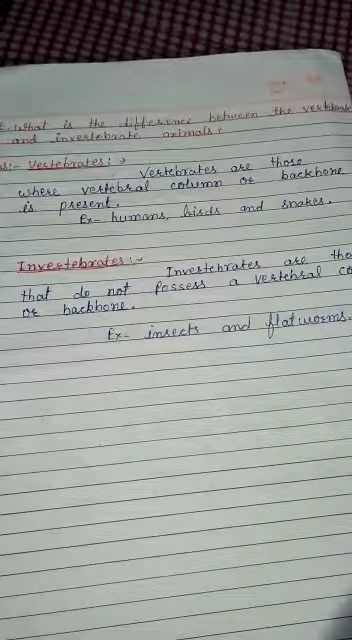 what is the difference between the vertebrate
and invertebrate animals?
:- Vertebrates :→
Vertebrates are those
where vertebral column or backbone
is present.
Ex- humans, birds and snakes.
Invertebrates :-
Invertebrates are tho
that do not possess a vertebral co
or backbone.
Ex- insects and flatworms.